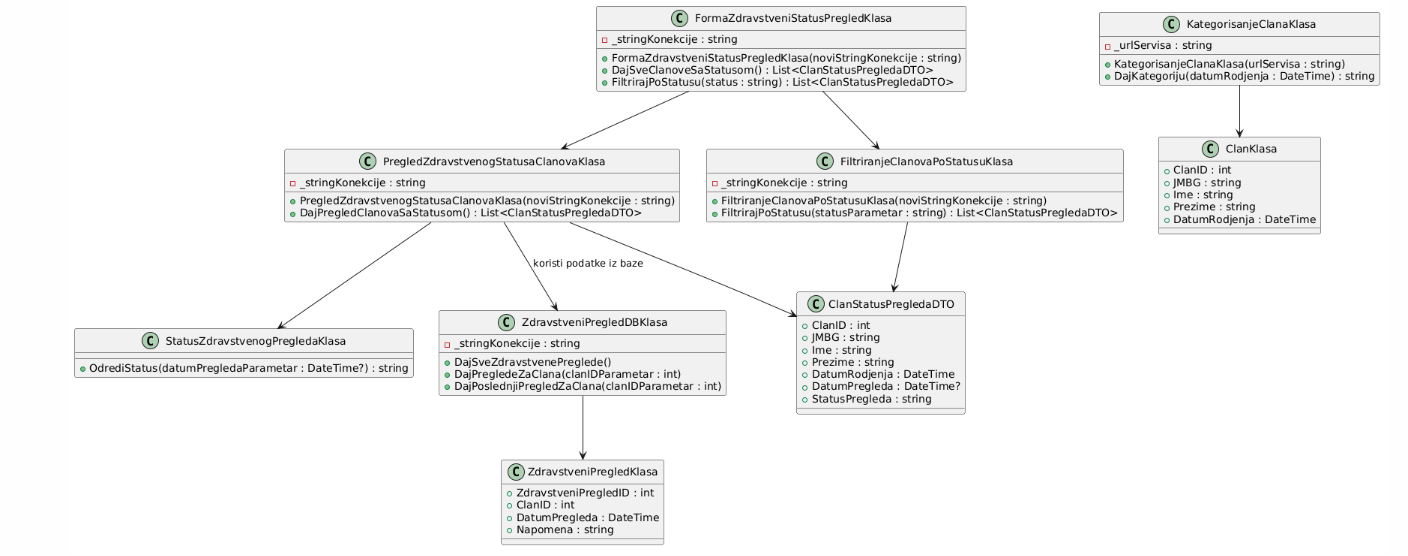 FormaZdravstveniStatusPregledKlasa
_stringKonekcije : string
FormaZdravstveniStatusPregledKlasa(noviStringKonekcije : string)
DajSveClanoveSaStatusom() : List<ClanStatusPregledaDTO>
FiltrirajPoStatusu(status : string) : List<ClanStatusPregledaDTO>
KategorisanjeClanaKlasa
_urlServisa : string
KategorisanjeClanaKlasa(urlServisa : string)
DajKategoriju(datumRodjenja : DateTime) : string
PregledZdravstvenogStatusaClanovaKlasa
_stringKonekcije : string
PregledZdravstvenogStatusaClanovaKlasa(noviStringKonekcije : string)
DajPregledClanovaSaStatusom() : List<ClanStatusPregledaDTO>
FiltriranjeClanovaPoStatusuKlasa
_stringKonekcije : string
FiltriranjeClanovaPoStatusuKlasa(noviStringKonekcije : string)
FiltrirajPoStatusu(statusParametar : string) : List<ClanStatusPregledaDTO>
ClanKlasa
ClanID : int
JMBG : string
Ime : string
Prezime : string
DatumRodjenja : DateTime
koristi podatke iz baze
StatusZdravstvenogPregledaKlasa
OdrediStatus(datumPregledaParametar : DateTime?) : string
ZdravstveniPregledDBKlasa
_stringKonekcije : string
DajSveZdravstvenePreglede()
DajPregledeZaClana(clanIDParametar : int)
DajPoslednjiPregledZaClana(clanIDParametar : int)
ClanStatusPregledaDTO
ClanID : int
JMBG : string
Ime : string
Prezime : string
DatumRodjenja : DateTime
DatumPregleda : DateTime?
StatusPregleda : string
ZdravstveniPregledKlasa
ZdravstveniPregledID : int
ClanID : int
DatumPregleda : DateTime
Napomena : string